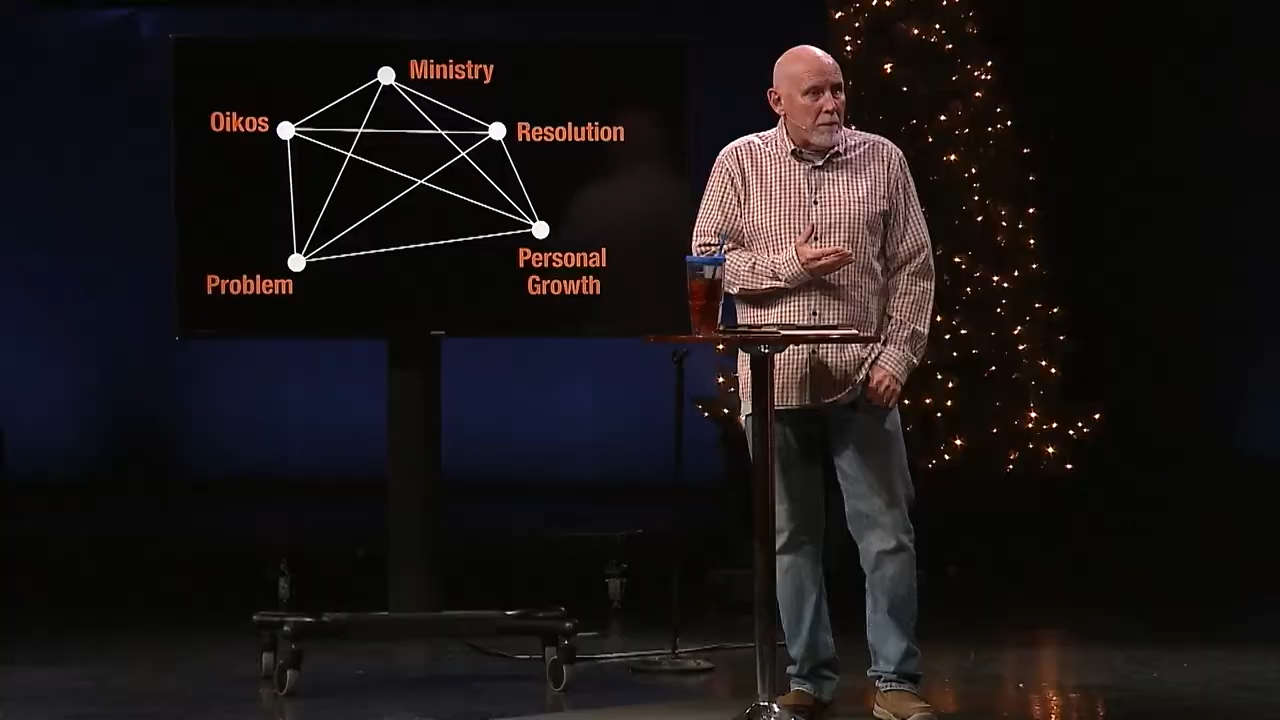 Ministry
Oikos
Resolution
Personal
Growth
Problem